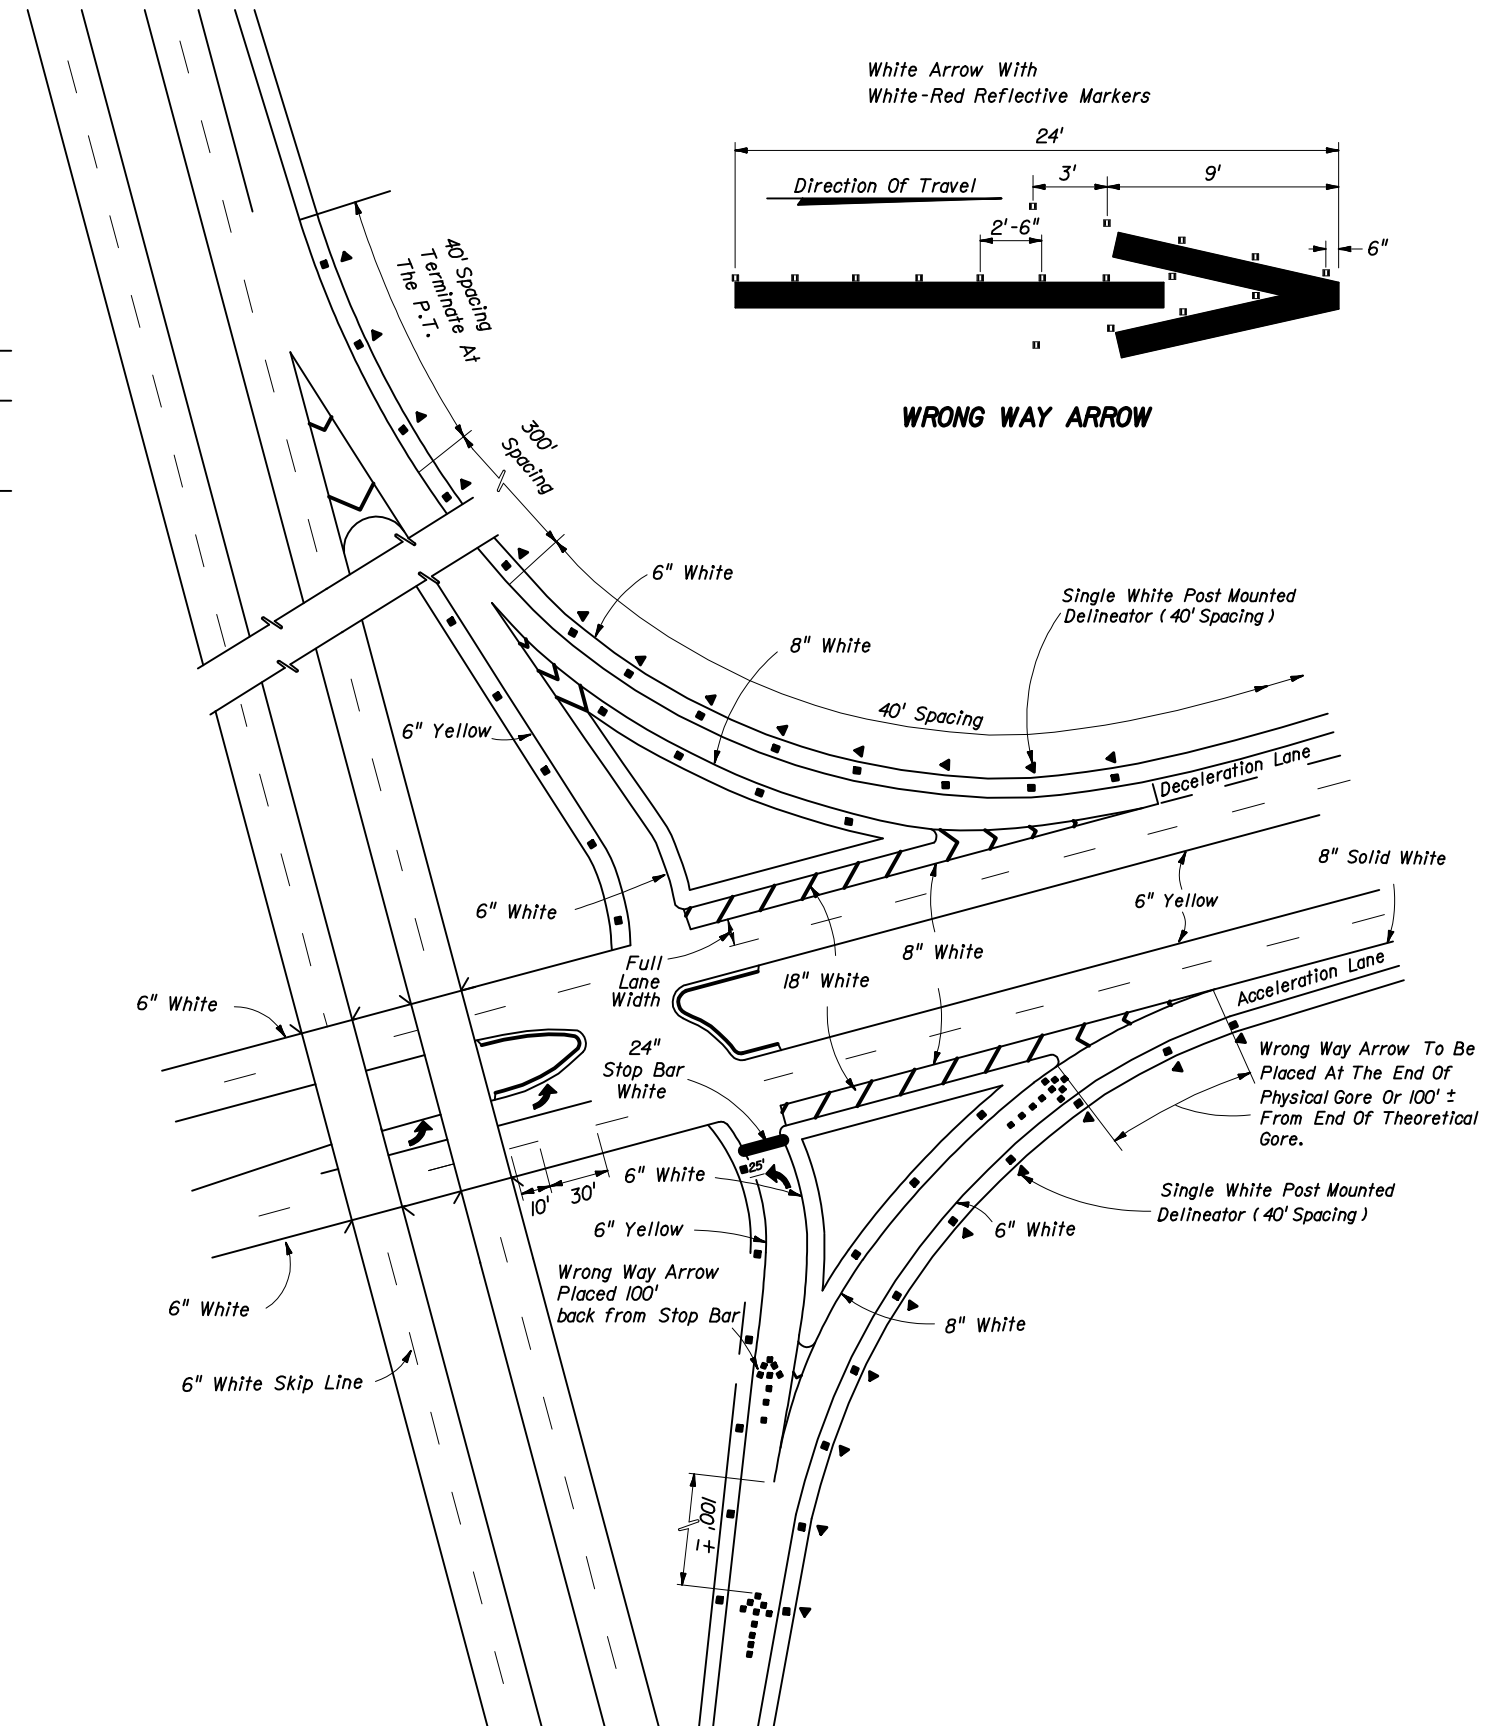 White Arrow With
White-Red Reflective Markers
24'
3'
9'
Direction Of Travel
2'-6"
6"
WRONG WAY ARROW
40' Spacing
Terminate At
The P.T.
300'
Spacing
6" White
Single White Post Mounted
Delineator (40' Spacing)
8" White
40' Spacing
6" Yellow
Deceleration Lane
8" Solid White
6" Yellow
6" White
8" White
Full
Lane
Width
18" White
Acceleration Lane
6" White
24"
Stop Bar
White
Wrong Way Arrow To Be
Placed At The End Of
Physical Gore Or 100' ±
From End Of Theoretical
Gore.
25'
6" White
10'
30'
Single White Post Mounted
Delineator (40' Spacing)
6" Yellow
6" White
Wrong Way Arrow
Placed 100'
back from Stop Bar
6" White
8" White
6" White Skip Line
100' ±